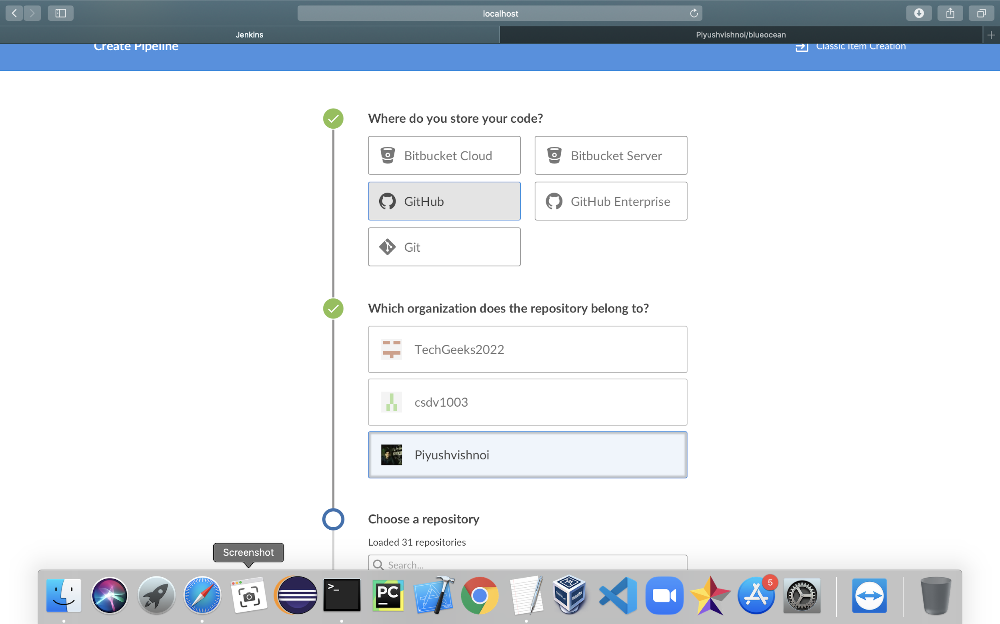 localhost
Jenkins
Piyushvishnoi/blueocean
Create Pipeline
Classic Item Creation
Where do you store your code?
Bitbucket Cloud
Bitbucket Server
GitHub
GitHub Enterprise
Git
Which organization does the repository belong to?
TechGeeks2022
csdv1003
Piyushvishnoi
Choose a repository
Loaded 31 repositories
Search...
Screenshot
>_
PC
5